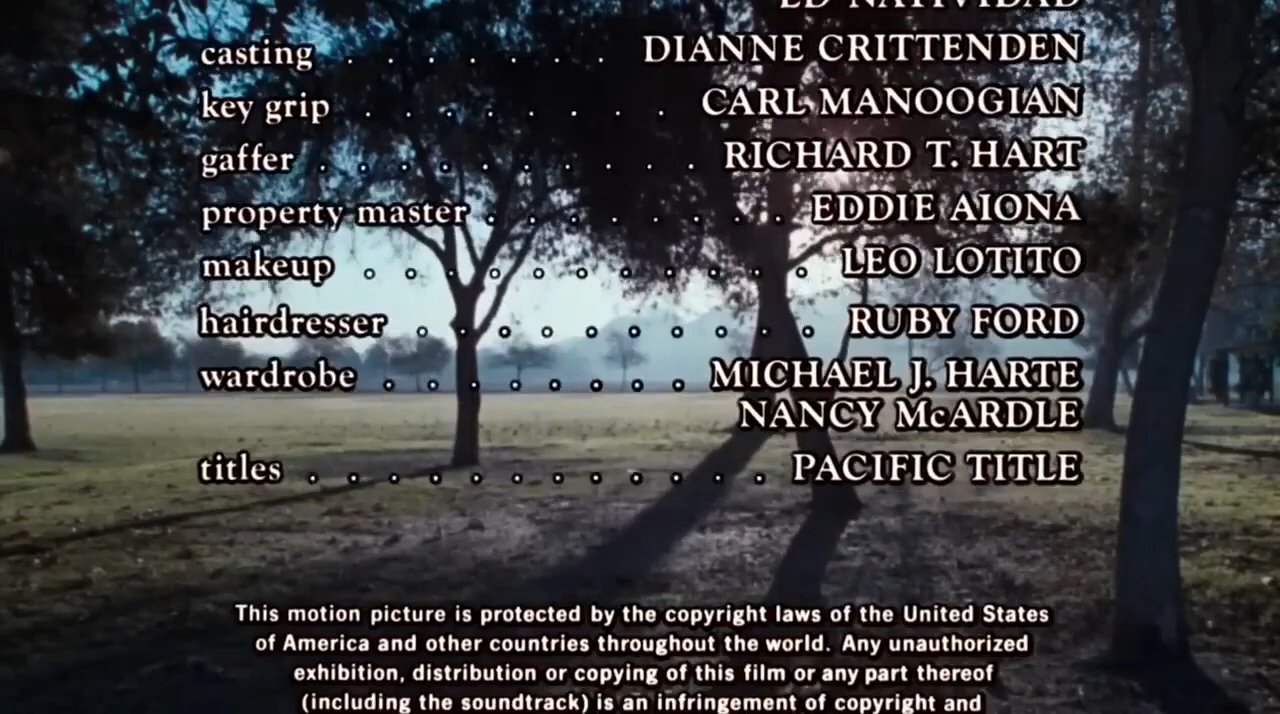 ED NATIVIDAD
casting . . . . . . . DIANNE CRITTENDEN
key grip . . . . . . . . CARL MANOOGIAN
gaffer . . . . . . . . . . RICHARD T. HART
property master . . . . . . . . EDDIE AIONA
makeup . . . . . . . . . . . LEO LOTITO
hairdresser . . . . . . . . . . RUBY FORD
wardrobe . . . . . . . . MICHAEL J. HARTE
NANCY McARDLE
titles . . . . . . . . . . . . PACIFIC TITLE
This motion picture is protected by the copyright laws of the United States
of America and other countries throughout the world. Any unauthorized
exhibition, distribution or copying of this film or any part thereof
(including the soundtrack) is an infringement of copyright and